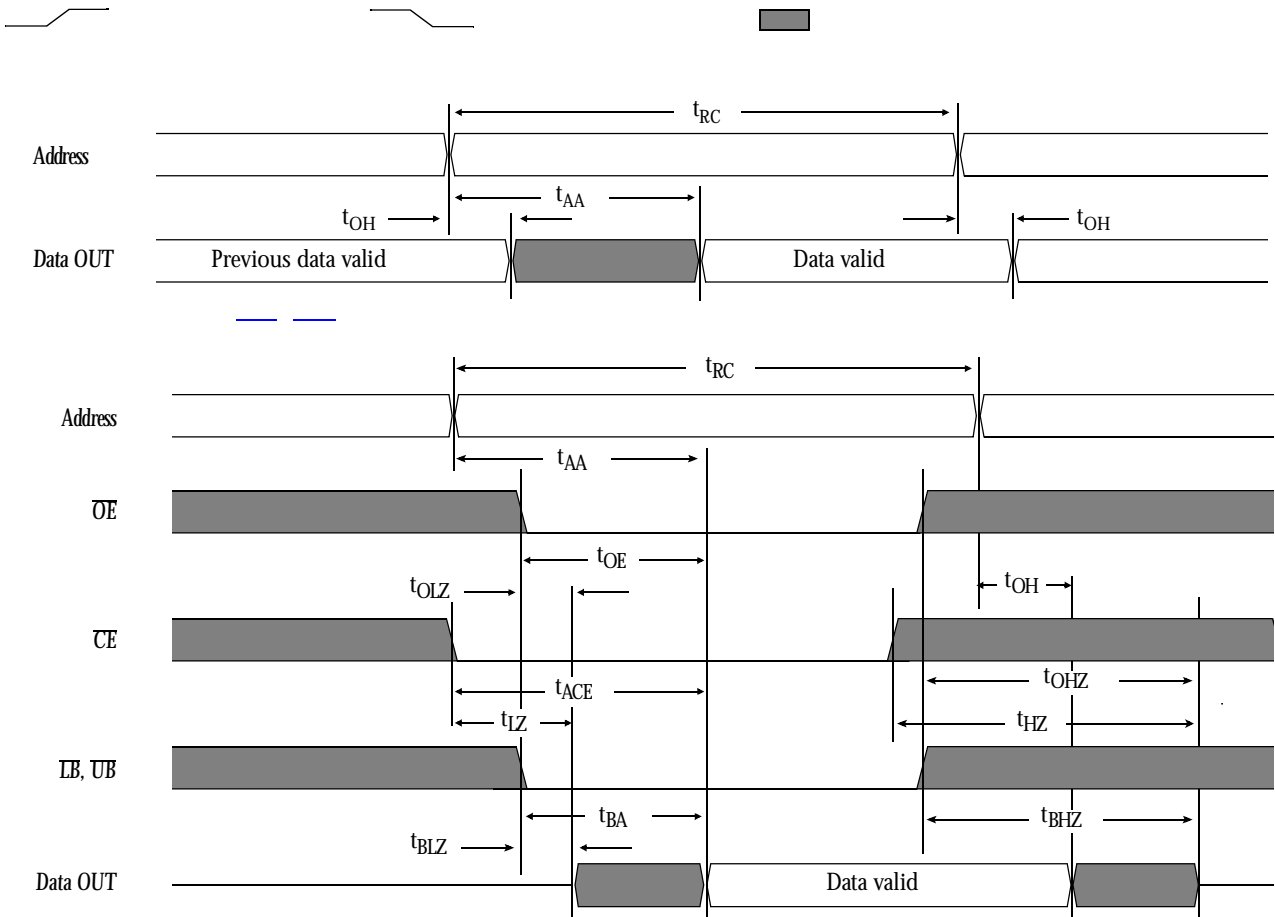 tRC
Address
tAA
tOH
tOH
Data OUT
Previous data valid
Data valid
tRC
Address
tAA
OE
tOE
tOLZ
tOH
CE
tACE
tOHZ
tLZ
tHZ
LB, UB
tBA
tBHZ
tBLZ
Data OUT
Data valid